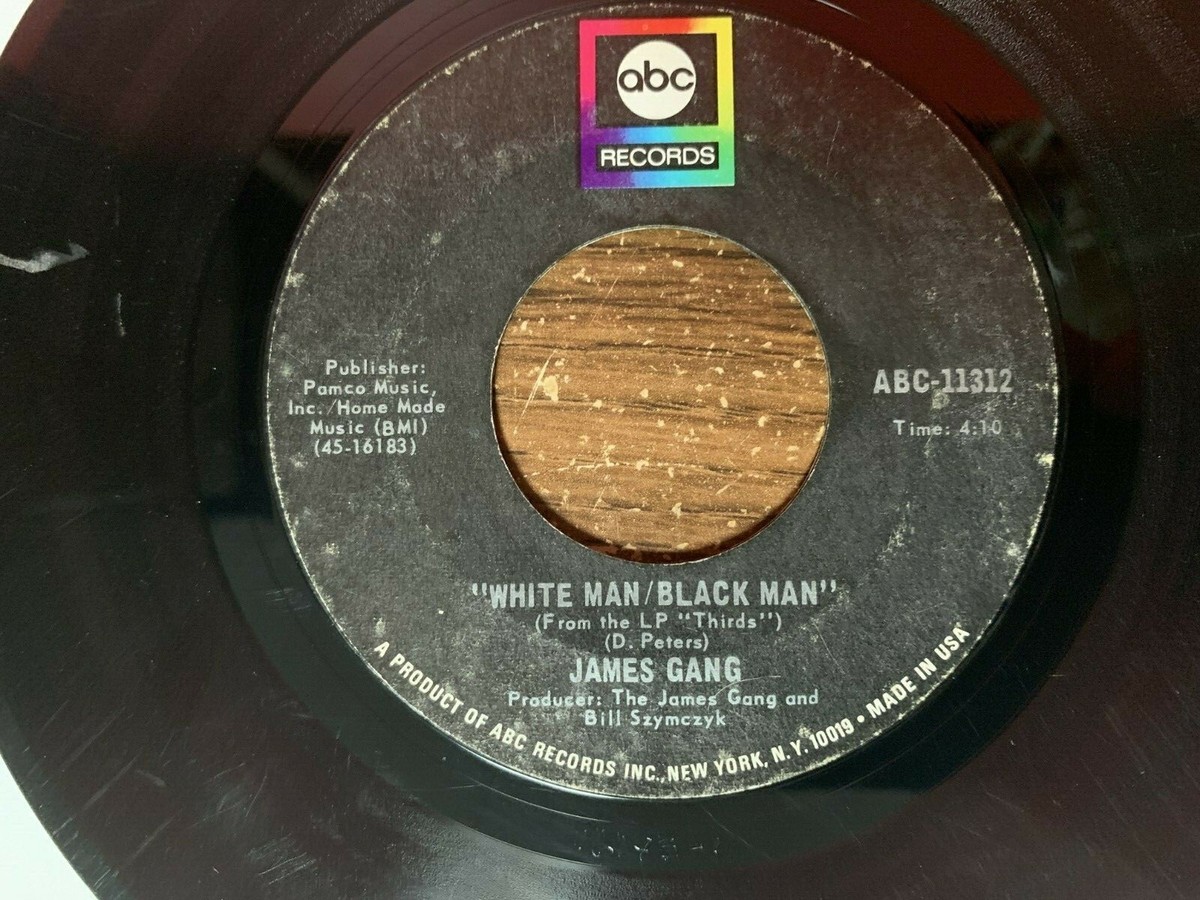 abc
RECORDS
Publisher:
Pamco Music,
Inc./Home Made
Music (BMI)
(45-16183)
ABC-11312
Time: 4:10
"WHITE MAN/BLACK MAN"
(From the LP "Thirds")
(D. Peters)
JAMES GANG
Producer: The James Gang and
Bill Szymczyk
A PRODUCT OF ABC RECORDS INC., NEW YORK, N.Y. 10019 • MADE IN USA